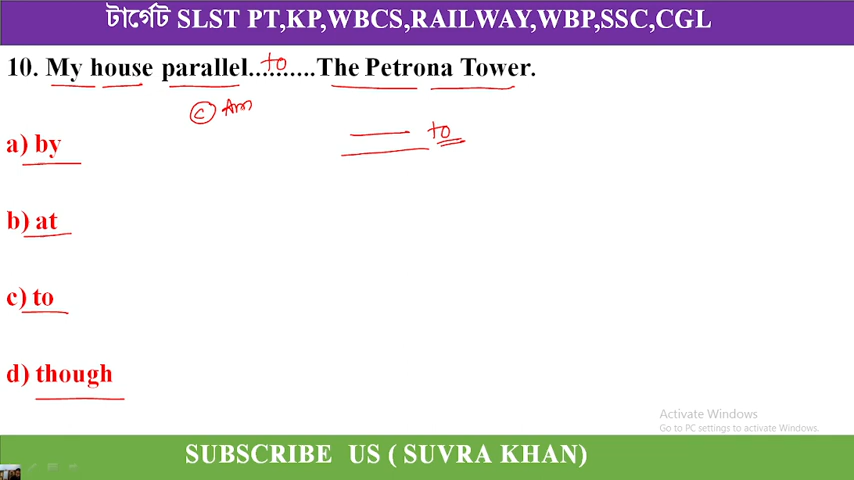 টার্গেট SLST PT,KP,WBCS,RAILWAY,WBP,SSC,CGL
10. My house parallel....to......The Petrona Tower.
c Ans
to
a) by
b) at
c) to
d) though
Activate Windows
Go to PC settings to activate Windows.
SUBSCRIBE US ( SUVRA KHAN)